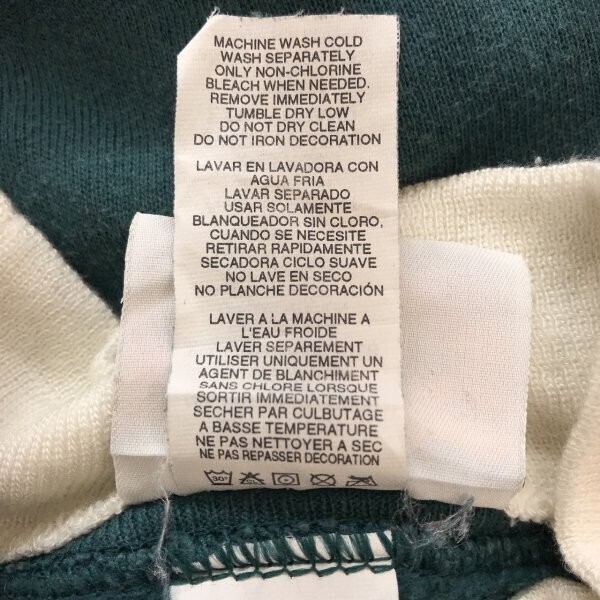 MACHINE WASH COLD
WASH SEPARATELY
ONLY NON-CHLORINE
BLEACH WHEN NEEDED.
REMOVE IMMEDIATELY
TUMBLE DRY LOW
DO NOT DRY CLEAN
DO NOT IRON DECORATION
LAVAR EN LAVADORA CON
AGUA FRIA
LAVAR SEPARADO
USAR SOLAMENTE
BLANQUEADOR SIN CLORO,
CUANDO SE NECESITE
RETIRAR RAPIDAMENTE
SECADORA CICLO SUAVE
NO LAVE EN SECO
NO PLANCHE DECORACIÓN
LAVER A LA MACHINE A
L'EAU FROIDE
LAVER SEPAREMENT
UTILISER UNIQUEMENT UN
AGENT DE BLANCHIMENT
SANS CHLORE LORSQUE
SORTIR IMMÉDIATEMENT
SECHER PAR CULBUTAGE
A BASSE TEMPERATURE
NE PAS NETTOYER A SEC
NE PAS REPASSER DECORATION
30° CL